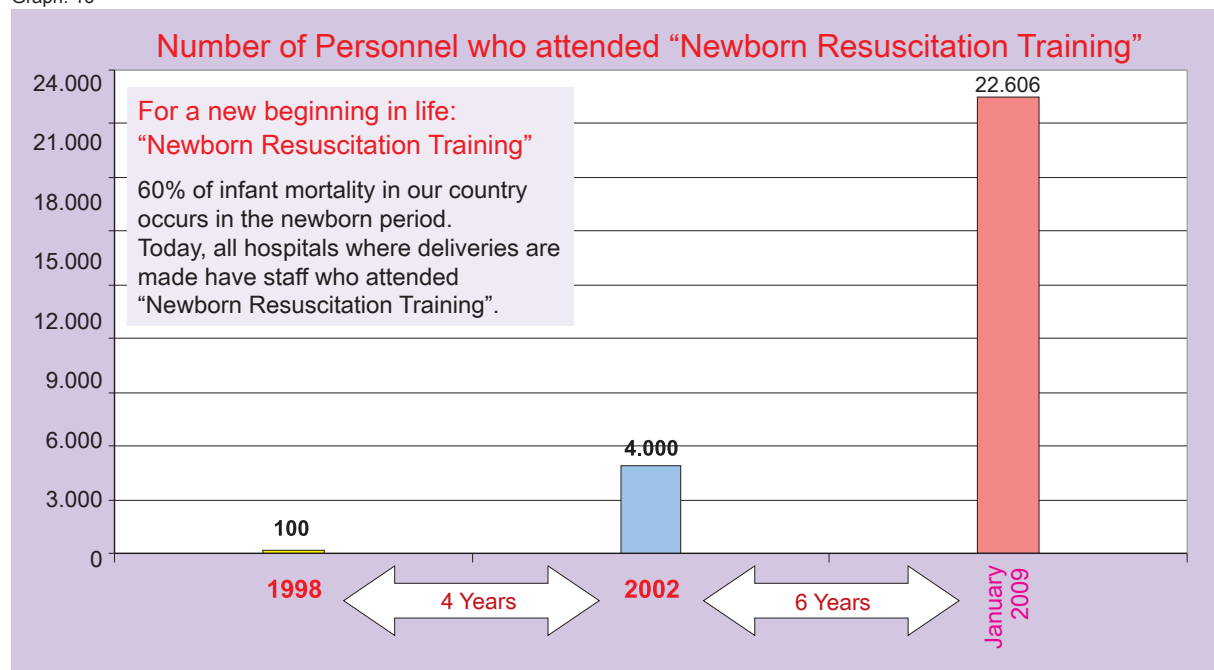 Number of Personnel who attended “Newborn Resuscitation Training”
24.000
21.000
18.000
15.000
12.000
9.000
6.000
3.000
0
For a new beginning in life:
“Newborn Resuscitation Training”
60% of infant mortality in our country
occurs in the newborn period.
Today, all hospitals where deliveries are
made have staff who attended
“Newborn Resuscitation Training”.
100
4.000
22.606
1998
4 Years
2002
6 Years
January
2009